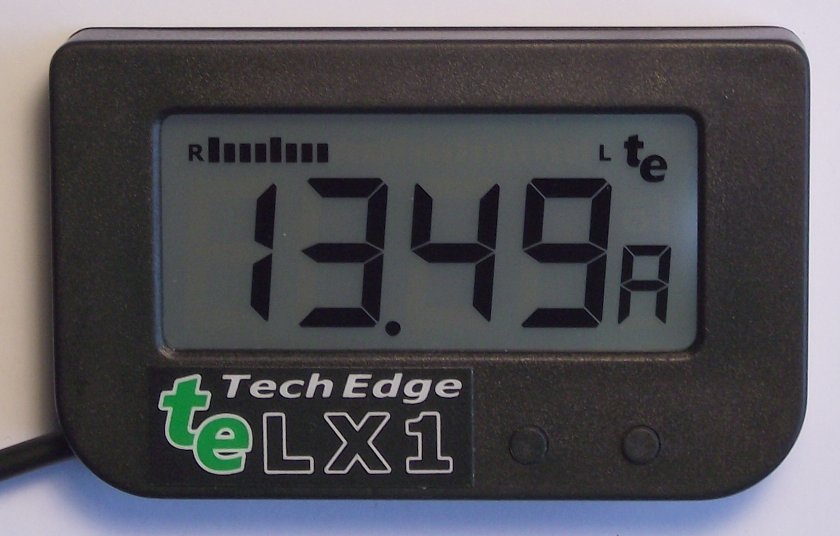 R L te
13.49A
te Tech Edge
LX1